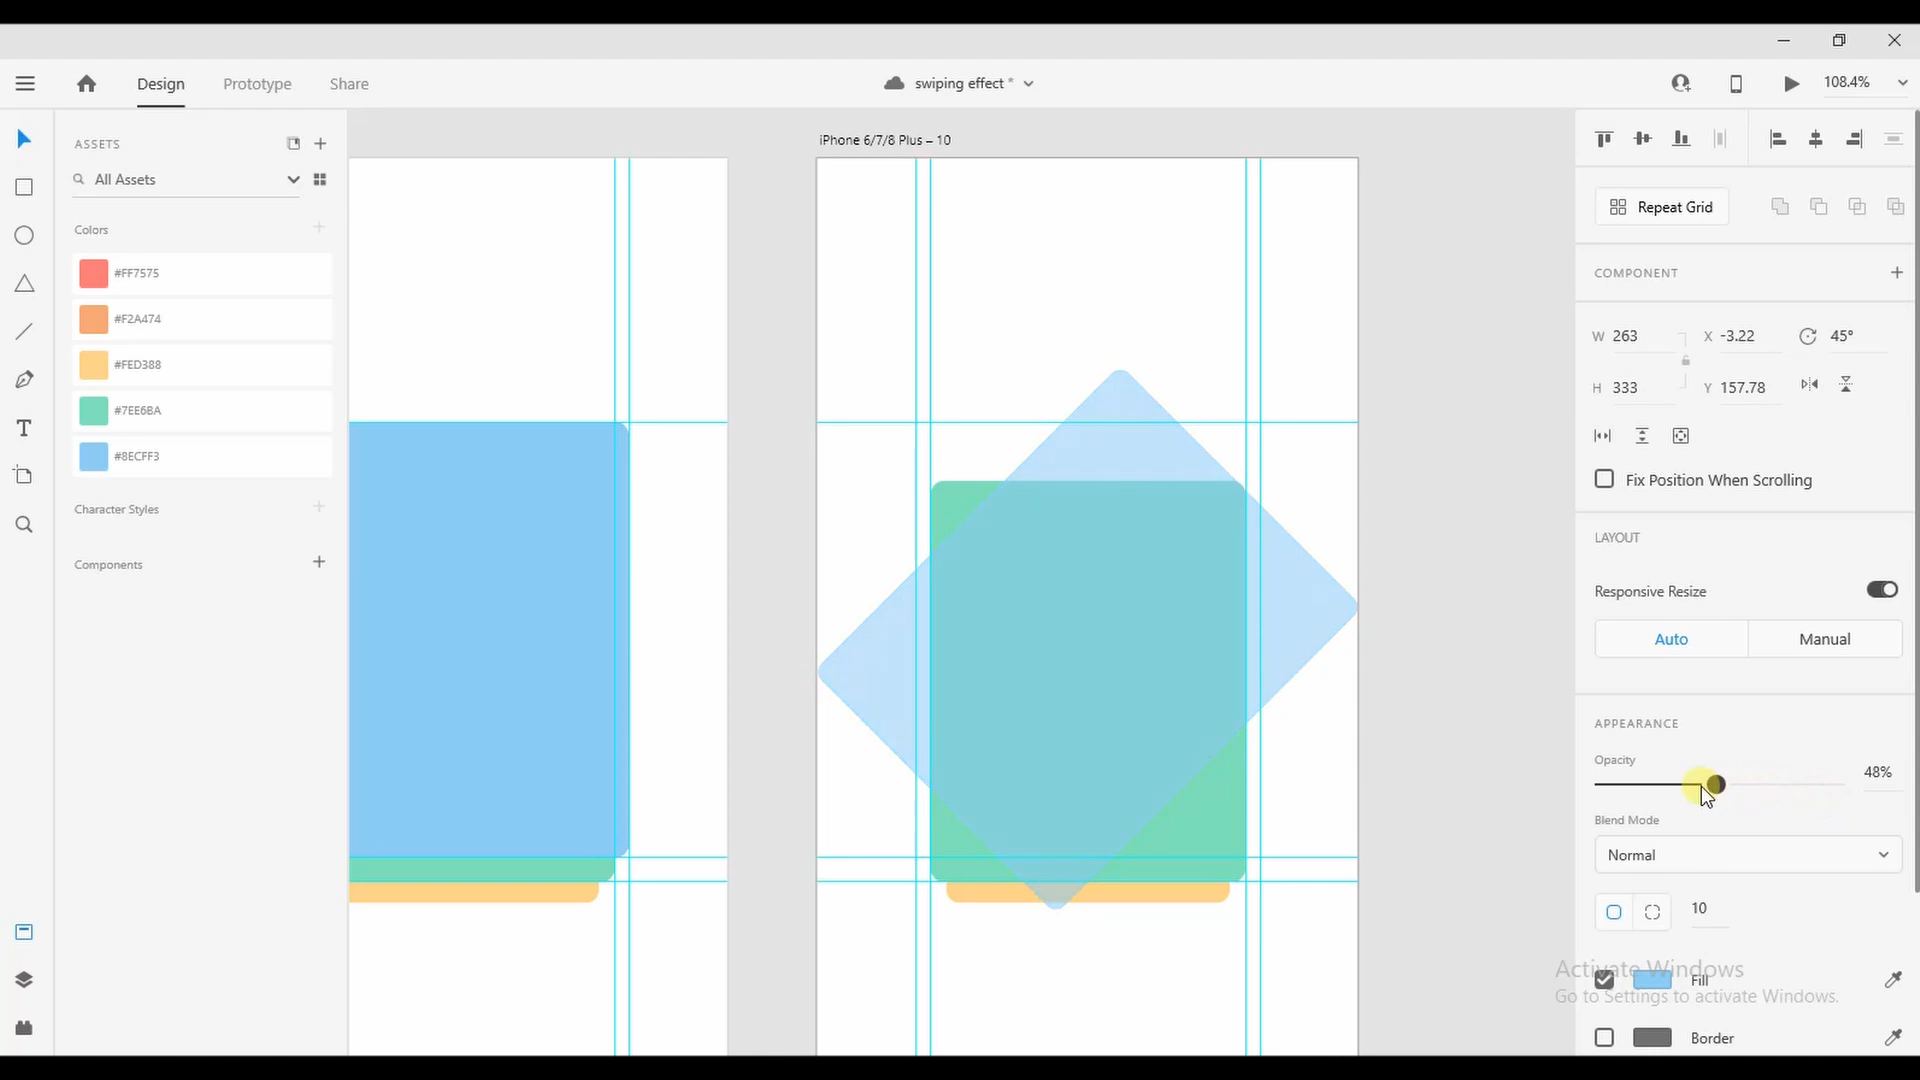 Design
Prototype
Share
swiping effect *
108.4%
ASSETS
All Assets
Colors
#FF7575
#F2A474
#FED388
#7EE6BA
#8ECFF3
Character Styles
Components
iPhone 6/7/8 Plus – 10
Repeat Grid
COMPONENT
W 263
X -3.22
45°
H 333
Y 157.78
Fix Position When Scrolling
LAYOUT
Responsive Resize
Auto
Manual
APPEARANCE
Opacity
48%
Blend Mode
Normal
10
Activate Windows
Fill
Go to Settings to activate Windows.
Border